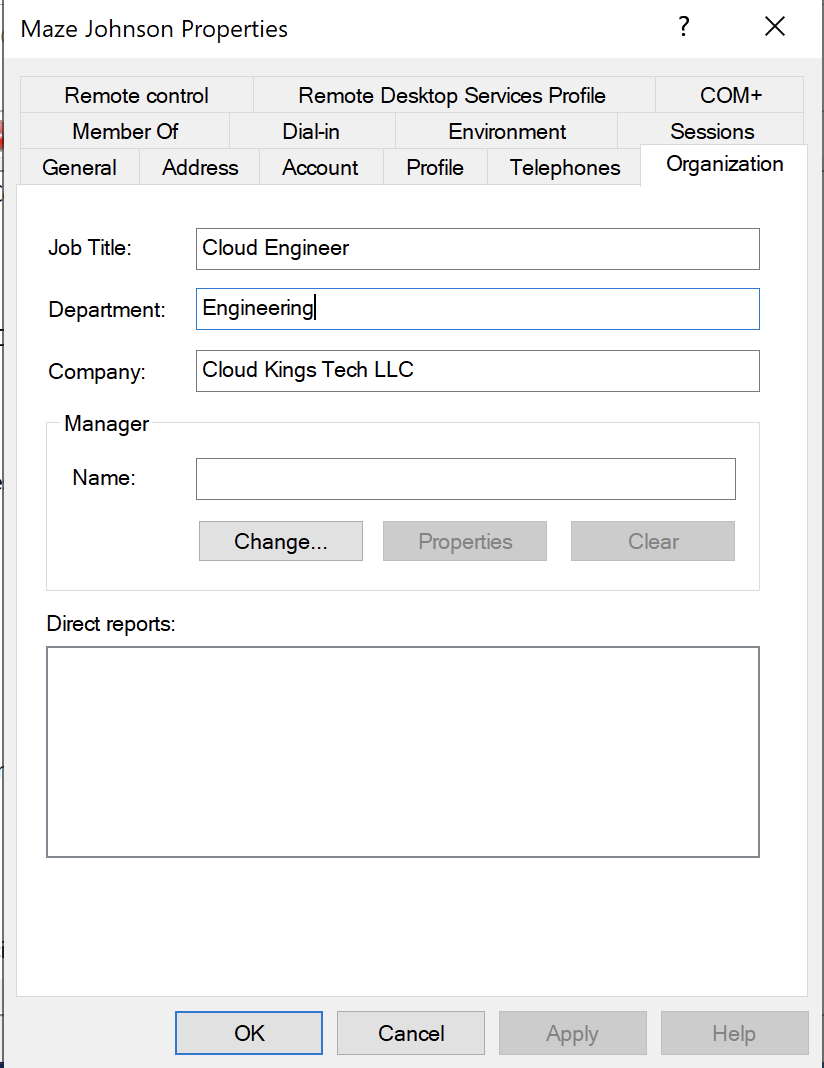 Maze Johnson Properties ?
Remote control Remote Desktop Services Profile COM+
Member Of Dial-in Environment Sessions
General Address Account Profile Telephones Organization
Job Title: Cloud Engineer
Department: Engineering
Company: Cloud Kings Tech LLC
Manager
Name:
Change... Properties Clear
Direct reports:
OK Cancel Apply Help